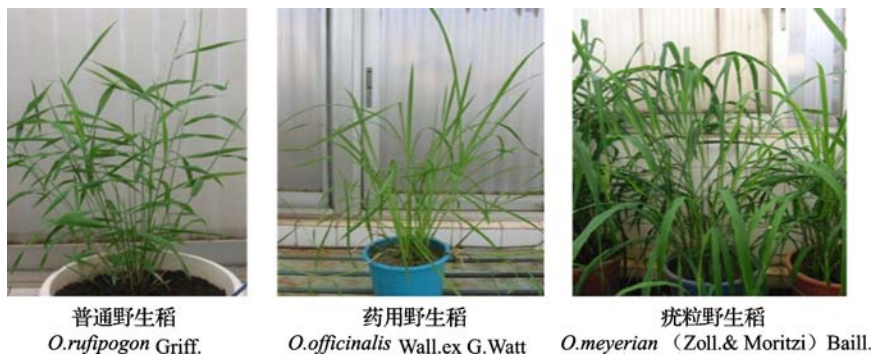 普通野生稻
O.rufipogon Griff.
药用野生稻
O.officinalis Wall.ex G.Watt
疣粒野生稻
O.meyerian （Zoll.& Moritzi）Baill.